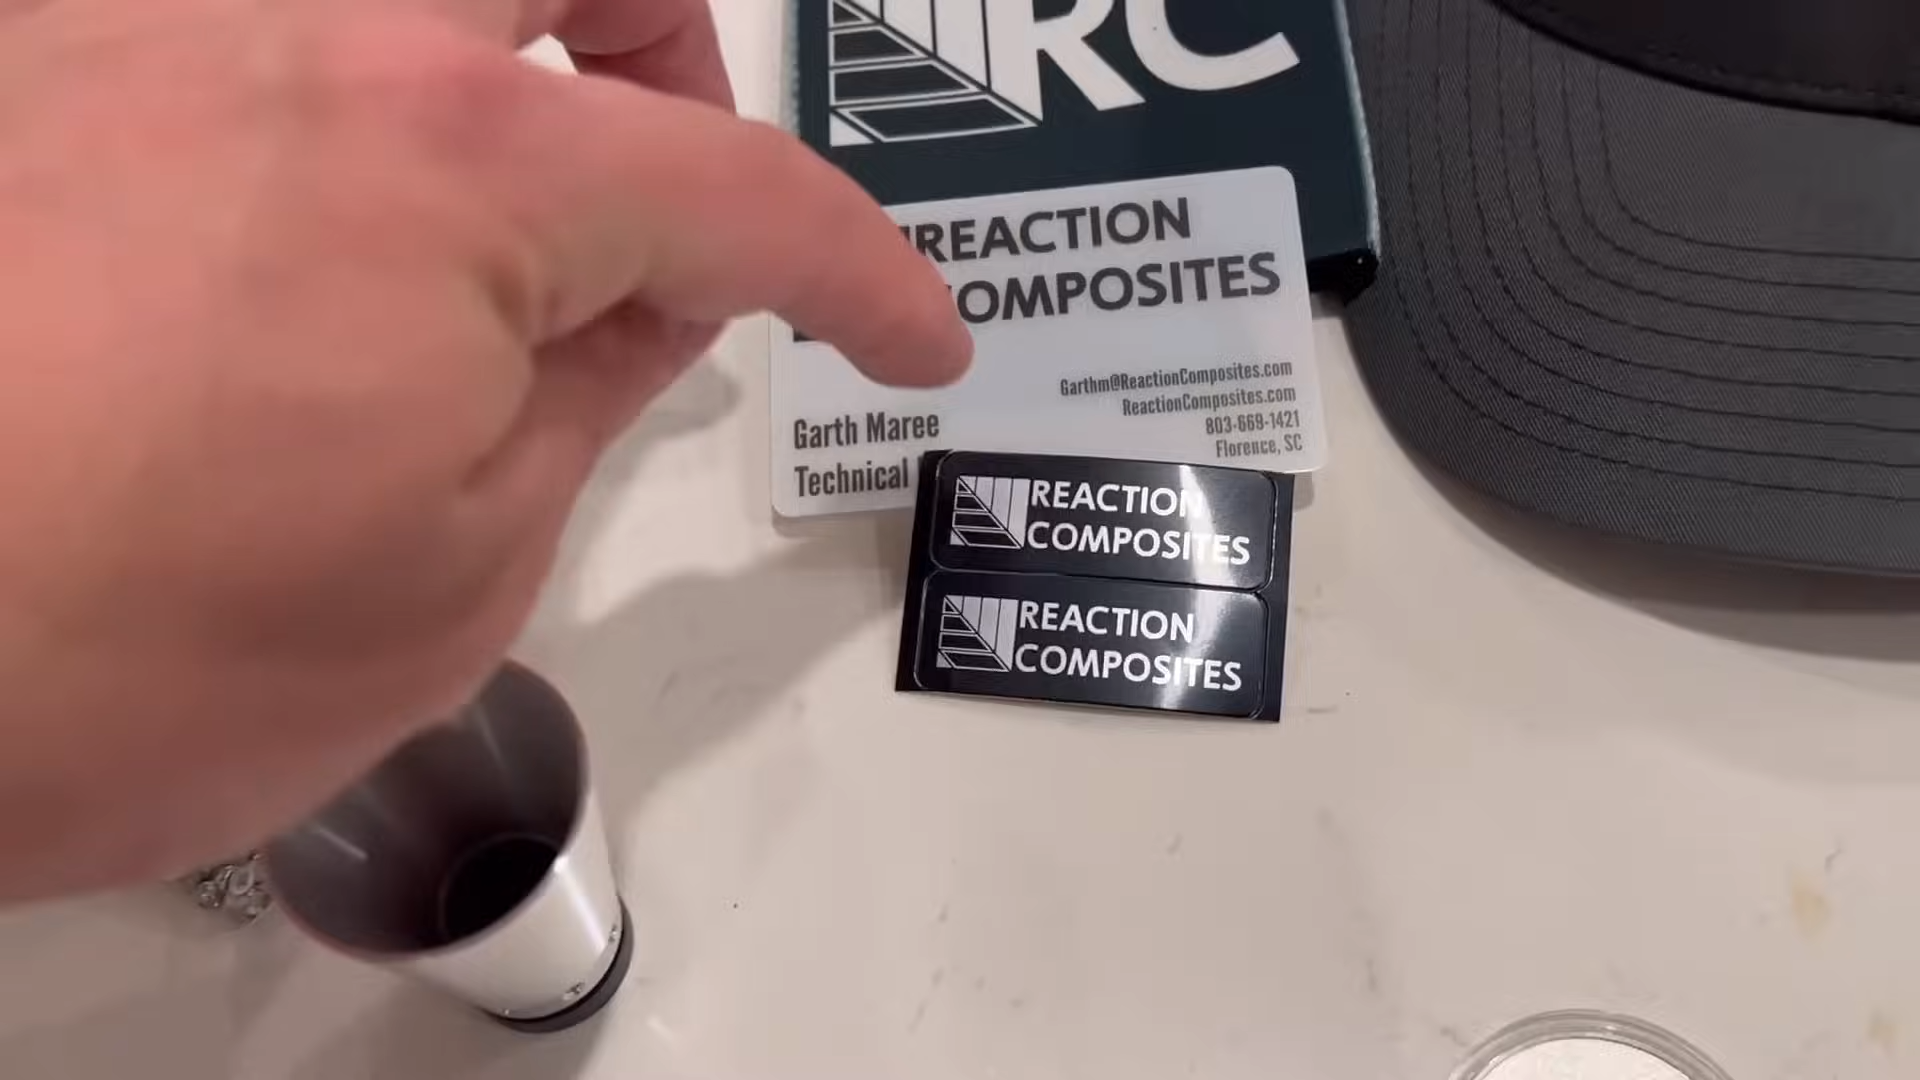 RC
REACTION
COMPOSITES
Garthm@ReactionComposites.com
ReactionComposites.com
803-669-1421
Florence, SC
Garth Maree
Technical
REACTION
COMPOSITES
REACTION
COMPOSITES